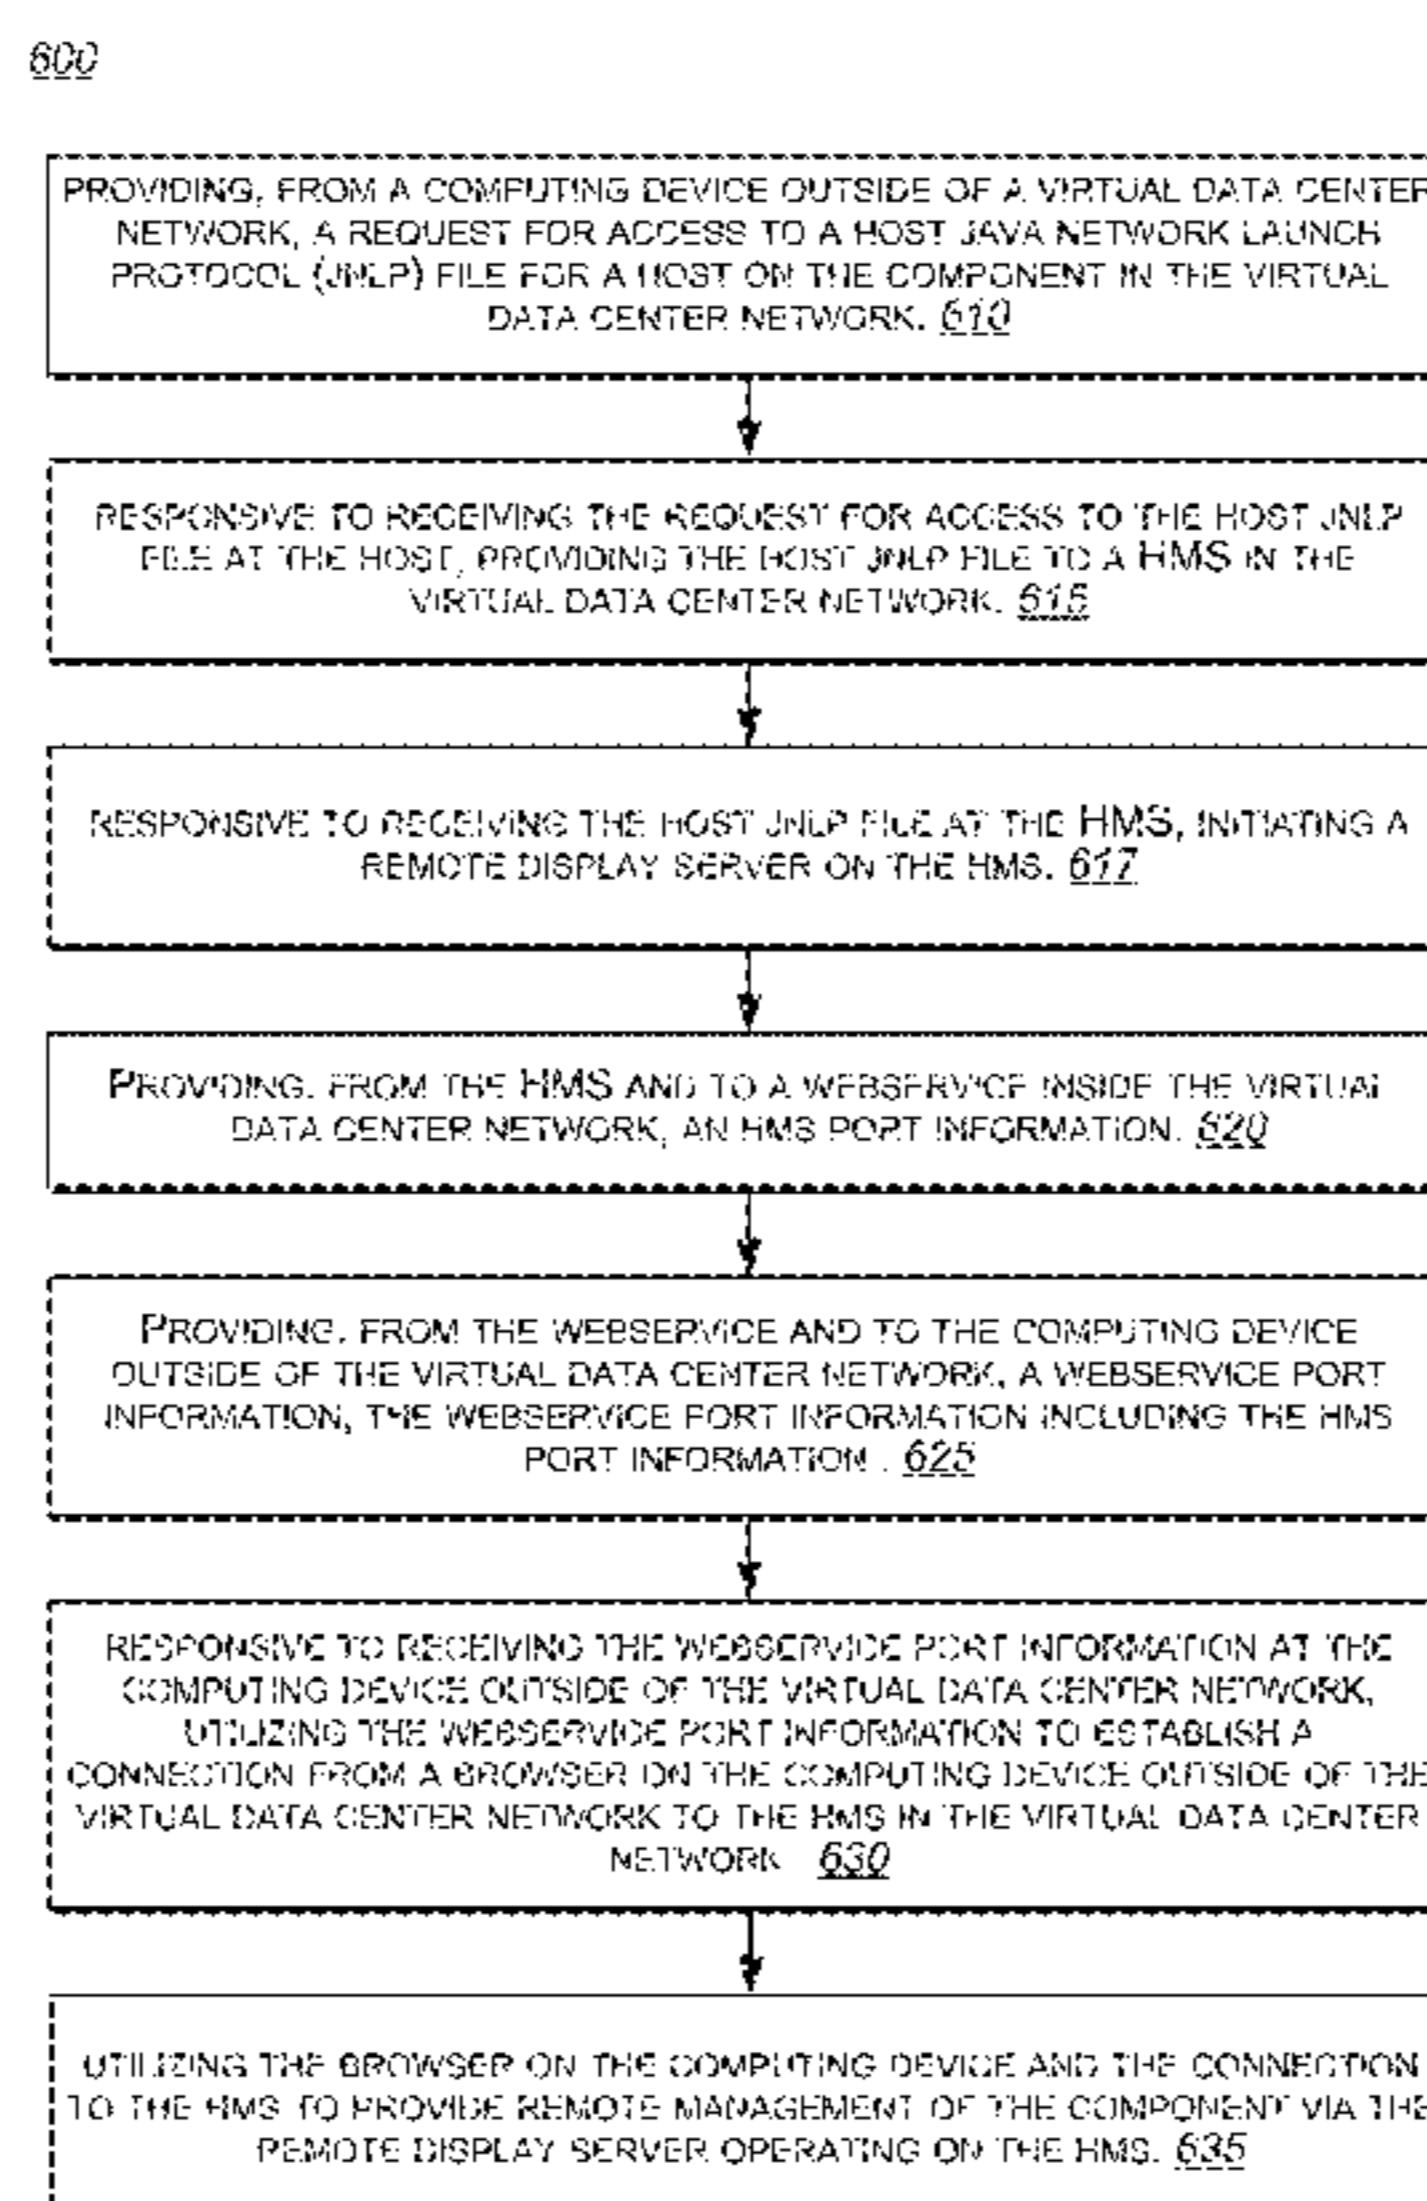 600
PROVIDING, FROM A COMPUTING DEVICE OUTSIDE OF A VIRTUAL DATA CENTER
NETWORK, A REQUEST FOR ACCESS TO A HOST JAVA NETWORK LAUNCH
PROTOCOL (JNLP) FILE FOR A HOST ON THE COMPONENT IN THE VIRTUAL
DATA CENTER NETWORK. 610
RESPONSIVE TO RECEIVING THE REQUEST FOR ACCESS TO THE HOST JNLP
FILE AT THE HOST, PROVIDING THE HOST JNLP FILE TO A HMS IN THE
VIRTUAL DATA CENTER NETWORK. 615
RESPONSIVE TO RECEIVING THE HOST JNLP FILE AT THE HMS, INITIATING A
REMOTE DISPLAY SERVER ON THE HMS. 617
PROVIDING, FROM THE HMS AND TO A WEBSERVICE INSIDE THE VIRTUAL
DATA CENTER NETWORK, AN HMS PORT INFORMATION. 620
PROVIDING, FROM THE WEBSERVICE AND TO THE COMPUTING DEVICE
OUTSIDE OF THE VIRTUAL DATA CENTER NETWORK, A WEBSERVICE PORT
INFORMATION, THE WEBSERVICE PORT INFORMATION INCLUDING THE HMS
PORT INFORMATION . 625
RESPONSIVE TO RECEIVING THE WEBSERVICE PORT INFORMATION AT THE
COMPUTING DEVICE OUTSIDE OF THE VIRTUAL DATA CENTER NETWORK,
UTILIZING THE WEBSERVICE PORT INFORMATION TO ESTABLISH A
CONNECTION FROM A BROWSER ON THE COMPUTING DEVICE OUTSIDE OF THE
VIRTUAL DATA CENTER NETWORK TO THE HMS IN THE VIRTUAL DATA CENTER
NETWORK 630
UTILIZING THE BROWSER ON THE COMPUTING DEVICE AND THE CONNECTION
TO THE HMS TO PROVIDE REMOTE MANAGEMENT OF THE COMPONENT VIA THE
REMOTE DISPLAY SERVER OPERATING ON THE HMS. 635